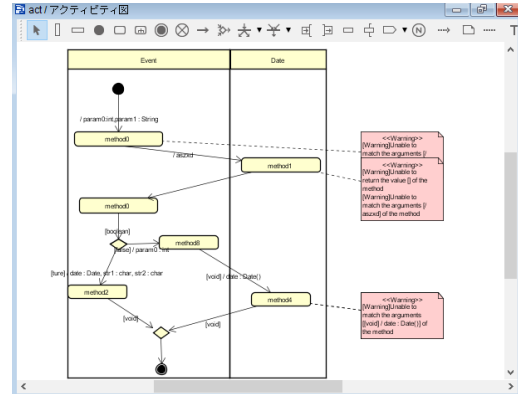 act / アクティビティ図
Event
Date
/ param0:int,param1 : String
method0
/ aszxd
method1
<<Warning>>
[Warning]Unable to
match the arguments [/
<<Warning>>
[Warning]Unable to
return the value [] of the
method
[Warning]Unable to
match the arguments [/
aszxd] of the method
method0
[boolean]
[false] / param0 : int
method8
[ture] / date : Date, str1 : char, str2 : char
[void] / date : Date()
method2
method4
[void]
[void]
<<Warning>>
[Warning]Unable to
match the arguments
[[void] / date : Date()] of
the method